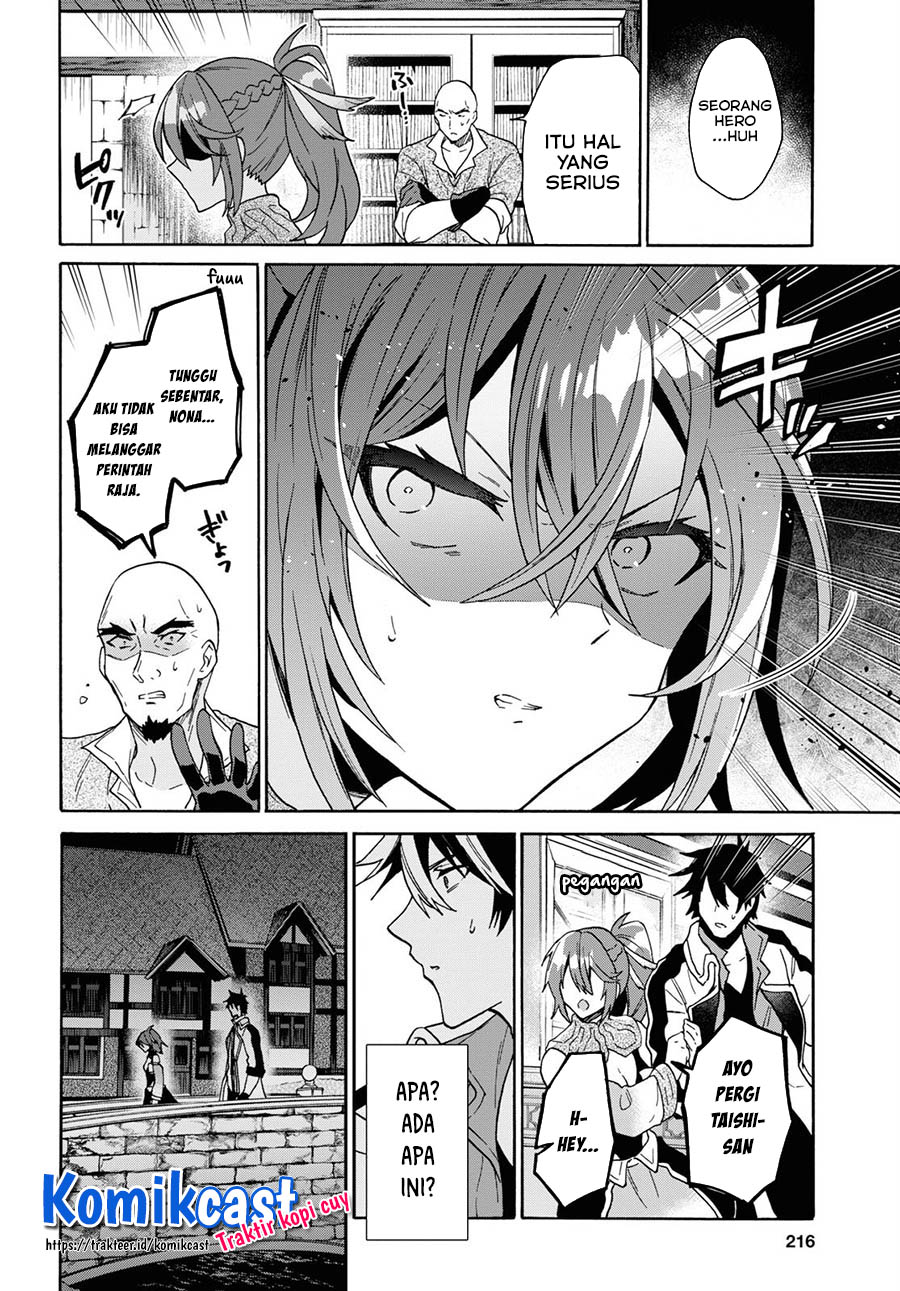 SEORANG
HERO
...HUH
ITU HAL
YANG
SERIUS
ふー
ピクッ
ギンッ
fuuu
TUNGGU
SEBENTAR,
NONA...
AKU TIDAK
BISA
MELANGGAR
PERINTAH
RAJA.
ぎょっ
pegangan
AYO
PERGI
TAISHI-
SAN
H-
HEY...
APA?
ADA
APA
INI?
Komikcast
Traktir kopi cuy
https://trakteer.id/komikcast
216